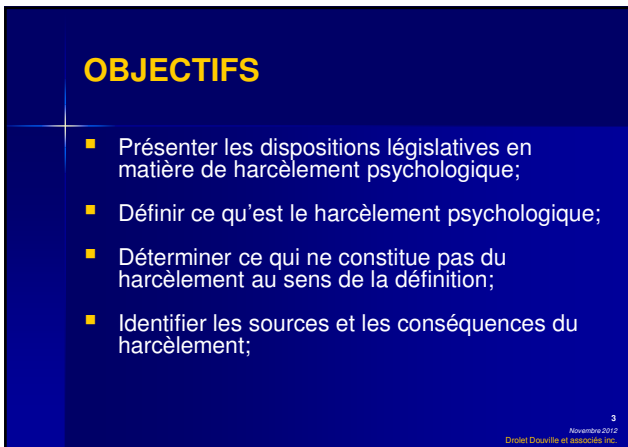 OBJECTIFS
▪ Présenter les dispositions législatives en
matière de harcèlement psychologique;
▪ Définir ce qu'est le harcèlement psychologique;
▪ Déterminer ce qui ne constitue pas du
harcèlement au sens de la définition;
▪ Identifier les sources et les conséquences du
harcèlement;
3
Novembre 2012
Drolet Douville et associés inc.